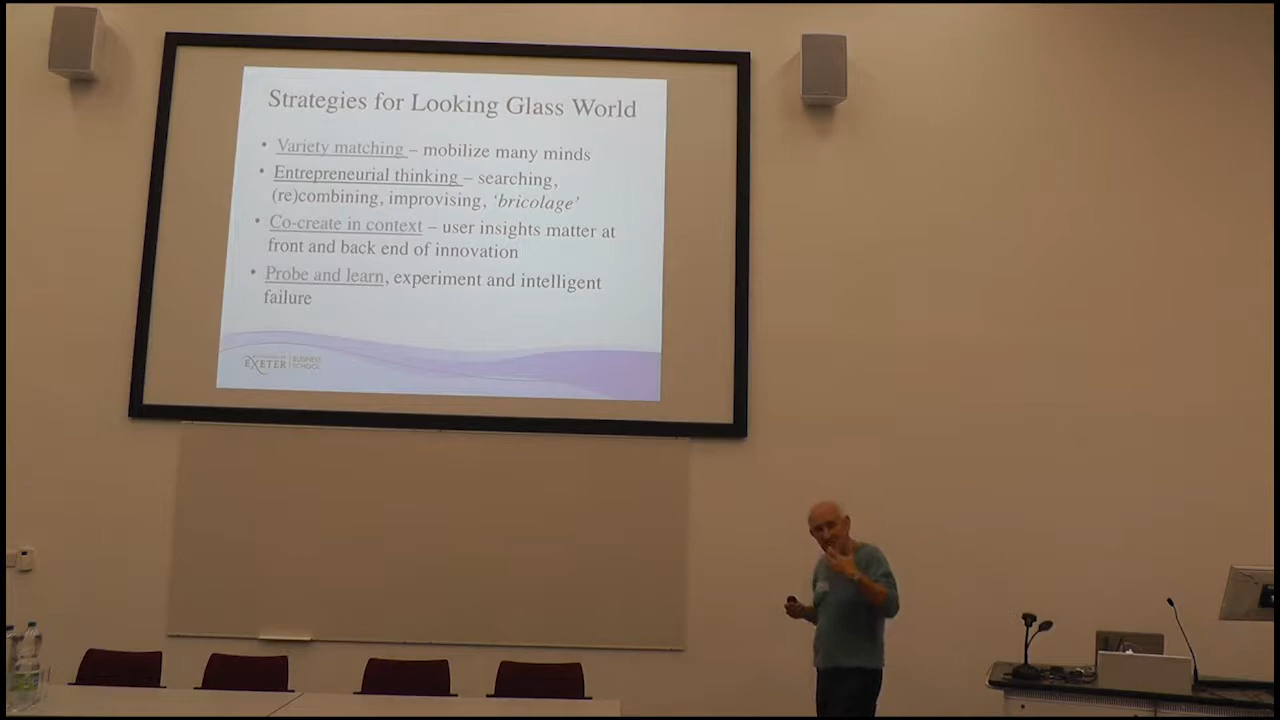 Strategies for Looking Glass World
• Variety matching – mobilize many minds
• Entrepreneurial thinking – searching,
(re)combining, improvising, ‘bricolage’
• Co-create in context – user insights matter at
front and back end of innovation
• Probe and learn, experiment and intelligent
failure
UNIVERSITY OF
EXETER
BUSINESS
SCHOOL